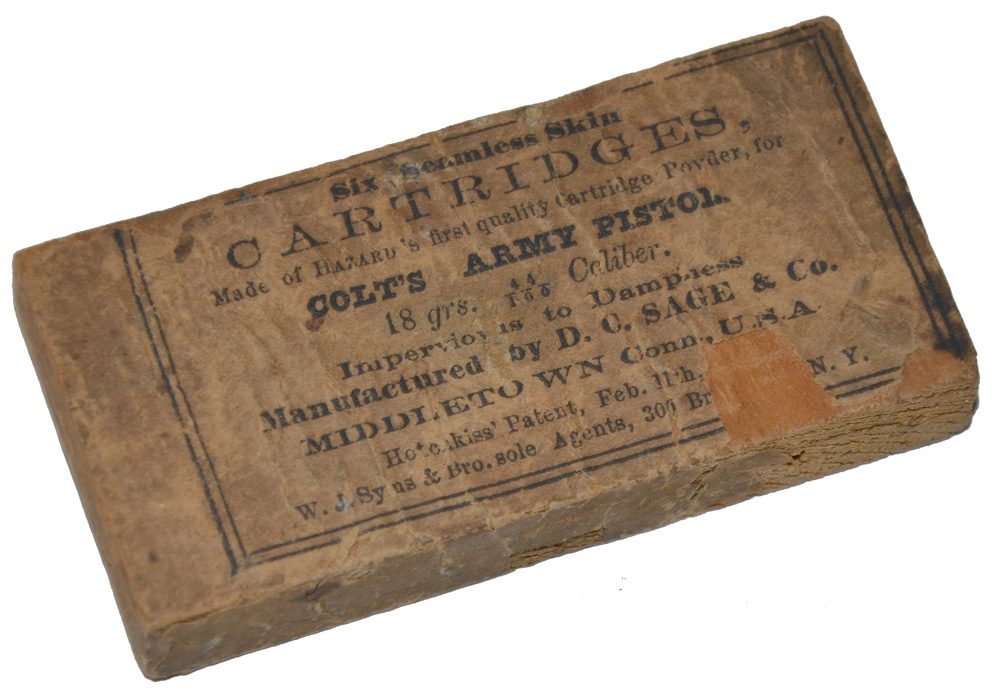 Six Seamless Skin
CARTRIDGES,
Made of HAZARD's first quality Cartridge Powder, for
COLT'S ARMY PISTOL.
18 grs. 44/100 Caliber.
Impervious to Dampness
Manufactured by D. C. SAGE & Co.
MIDDLETOWN Conn., U.S.A
Hotchkiss' Patent, Feb. 11th,
W. J. Syms & Bro. sole Agents, 300 Br N. Y.